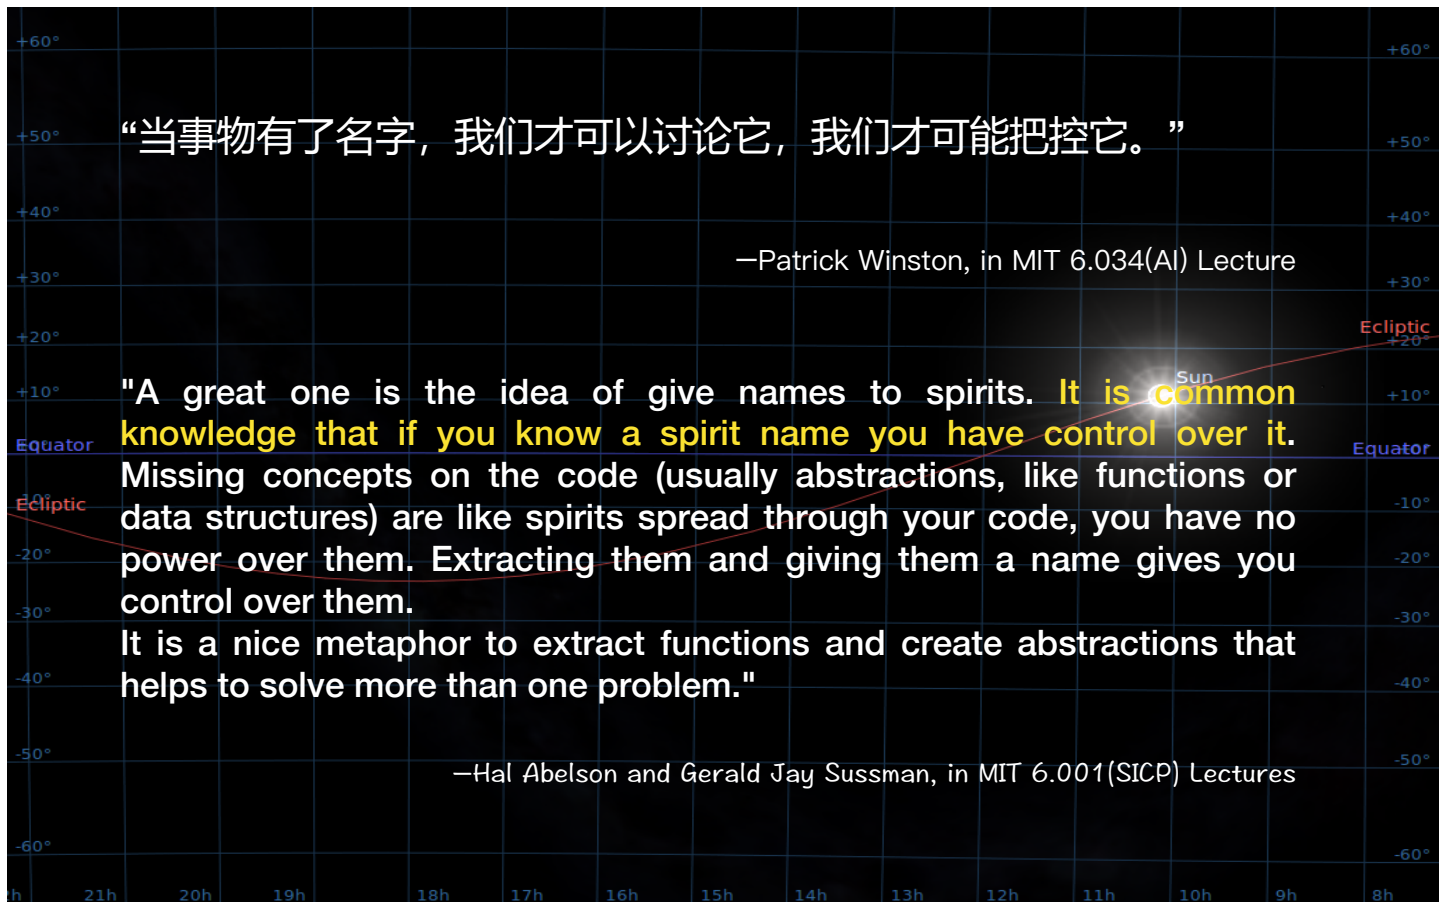 +60° +60°
“当事物有了名字，我们才可以讨论它，我们才可能把控它。”
+50° +50°
+40° +40°
—Patrick Winston, in MIT 6.034(AI) Lecture
+30° +30°
Ecliptic
+20° +20°
Sun
"A great one is the idea of give names to spirits. It is common
+10° +10°
knowledge that if you know a spirit name you have control over it.
Equator Equator
Missing concepts on the code (usually abstractions, like functions or
Ecliptic -10°
data structures) are like spirits spread through your code, you have no
-20° -20°
power over them. Extracting them and giving them a name gives you
control over them.
-30° -30°
It is a nice metaphor to extract functions and create abstractions that
-40° -40°
helps to solve more than one problem."
-50° -50°
—Hal Abelson and Gerald Jay Sussman, in MIT 6.001(SICP) Lectures
-60° -60°
21h 20h 19h 18h 17h 16h 15h 14h 13h 12h 11h 10h 9h 8h